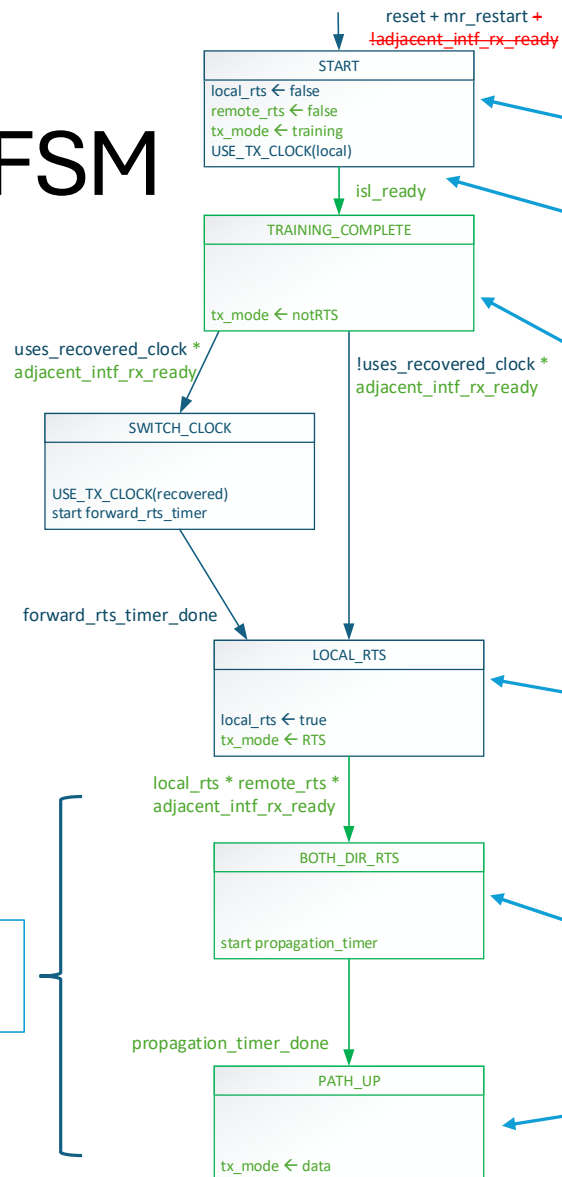 reset + mr_restart +
!adjacent_intf_rx_ready
FSM
START
local_rts ← false
remote_rts ← false
tx_mode ← training
USE_TX_CLOCK(local)
isl_ready
TRAINING_COMPLETE
tx_mode ← notRTS
uses_recovered_clock *
adjacent_intf_rx_ready
!uses_recovered_clock *
adjacent_intf_rx_ready
SWITCH_CLOCK
USE_TX_CLOCK(recovered)
start forward_rts_timer
forward_rts_timer_done
LOCAL_RTS
local_rts ← true
tx_mode ← RTS
local_rts * remote_rts *
adjacent_intf_rx_ready
BOTH_DIR_RTS
start propagation_timer
propagation_timer_done
PATH_UP
tx_mode ← data